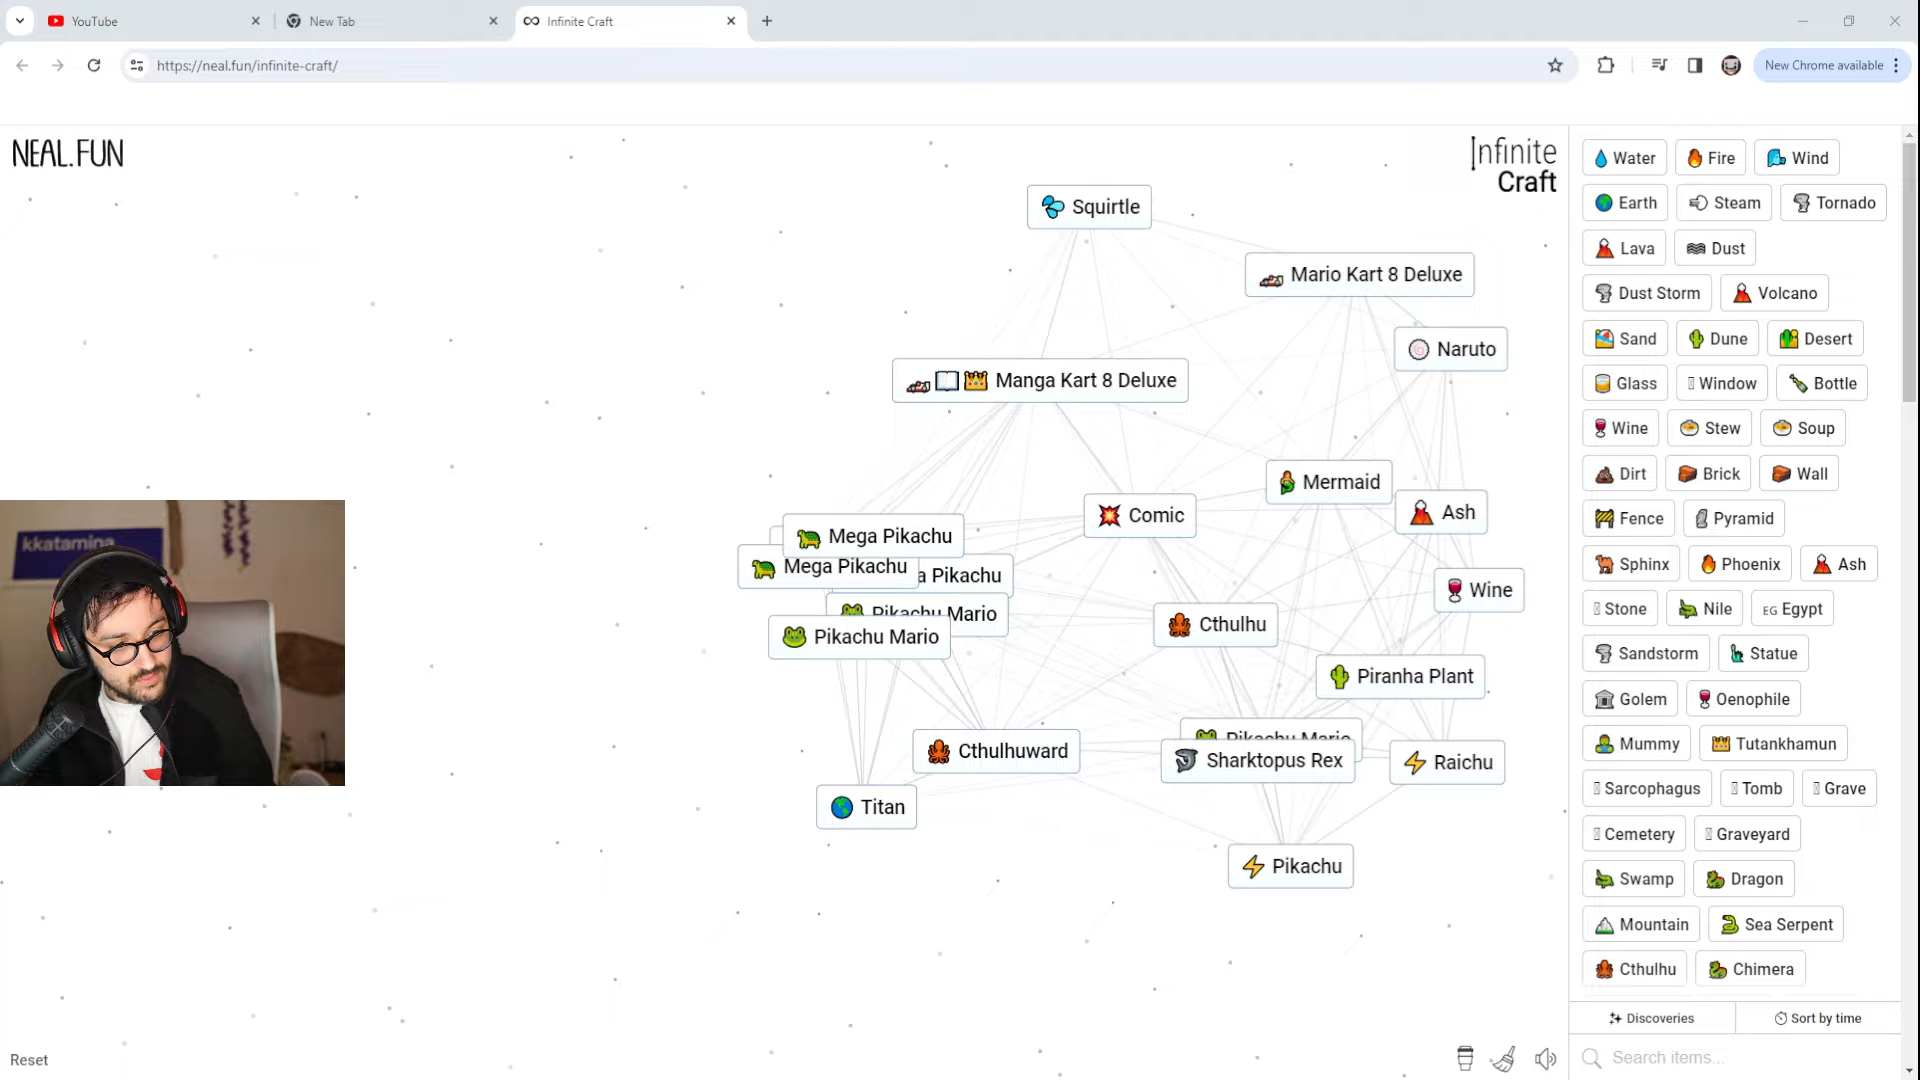 YouTube
New Tab
Infinite Craft
https://neal.fun/infinite-craft/
New Chrome available
NEAL.FUN
Infinite
Craft
Squirtle
Mario Kart 8 Deluxe
Naruto
Manga Kart 8 Deluxe
Mermaid
Comic
Ash
Mega Pikachu
Mega Pikachu
a Pikachu
Wine
Pikachu Mario
Cthulhu
Pikachu Mario
Piranha Plant
Pikachu Mario
Cthulhuward
Sharktopus Rex
Raichu
Titan
Pikachu
kkatamina
Water
Fire
Wind
Earth
Steam
Tornado
Lava
Dust
Dust Storm
Volcano
Sand
Dune
Desert
Glass
Window
Bottle
Wine
Stew
Soup
Dirt
Brick
Wall
Fence
Pyramid
Sphinx
Phoenix
Ash
Stone
Nile
EG Egypt
Sandstorm
Statue
Golem
Oenophile
Mummy
Tutankhamun
Sarcophagus
Tomb
Grave
Cemetery
Graveyard
Swamp
Dragon
Mountain
Sea Serpent
Cthulhu
Chimera
Discoveries
Sort by time
Search items...
Reset